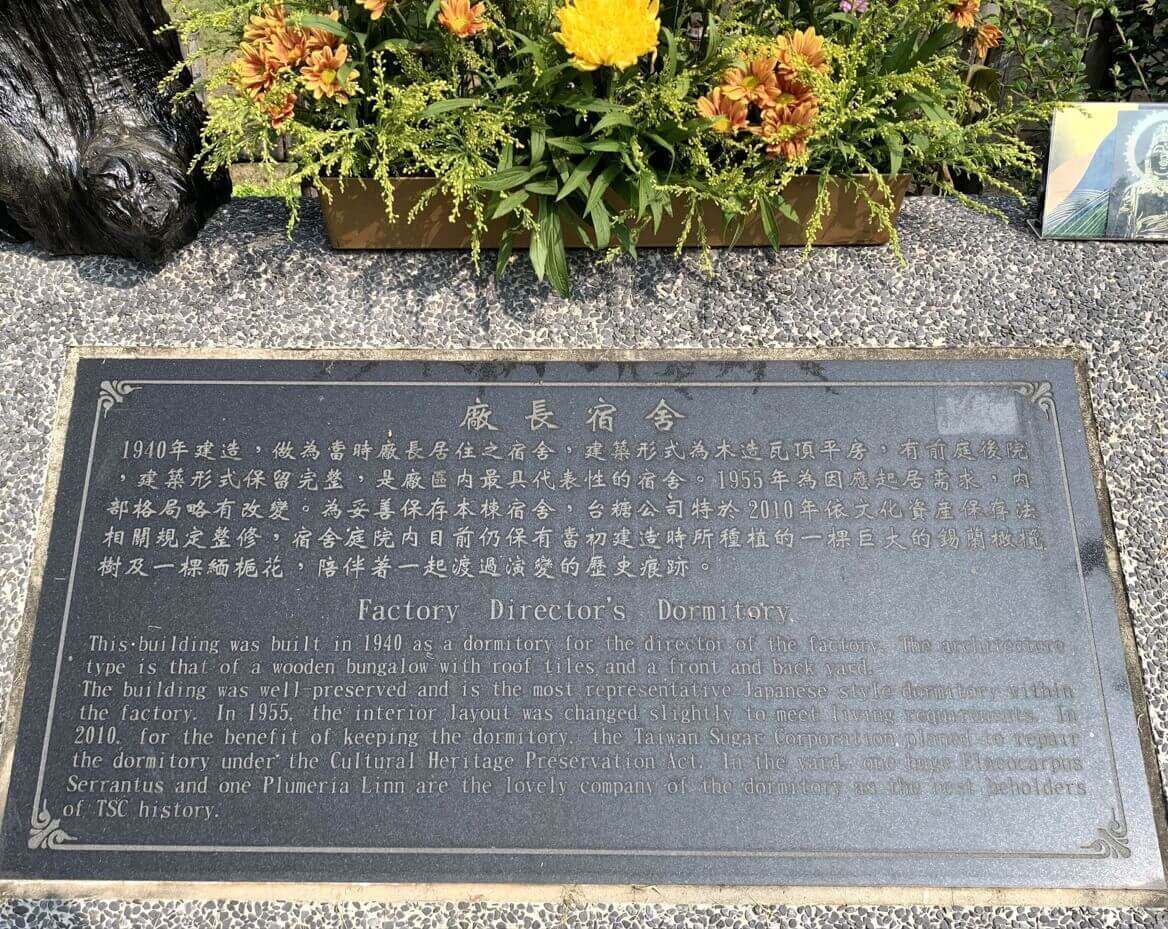 廠長宿舍
1940年建造，做為當時廠長居住之宿舍，建築形式為木造瓦頂平房，有前庭後院
，建築形式保留完整，是廠區內最具代表性的宿舍。1955年為因應起居需求，內
部格局略有改變。為妥善保存本棟宿舍，台糖公司特於2010年依文化資產保存法
相關規定整修，宿舍庭院內目前仍保有當初建造時所種植的一棵巨大的錫蘭橄欖
樹及一棵緬梔花，陪伴著一起渡過演變的歷史痕跡。
Factory Director's Dormitory
This building was built in 1940 as a dormitory for the director of the factory. The architecture
type is that of a wooden bungalow with roof tiles and a front and back yard.
The building was well-preserved and is the most representative Japanese style dormitory within
the factory. In 1955, the interior layout was changed slightly to meet living requirements. In
2010, for the benefit of keeping the dormitory, the Taiwan Sugar Corporation planed to repair
the dormitory under the Cultural Heritage Preservation Act. In the yard, one huge Elaeocarpus
Serrantus and one Plumeria Linn are the lovely company of the dormitory as the best beholders
of TSC history.